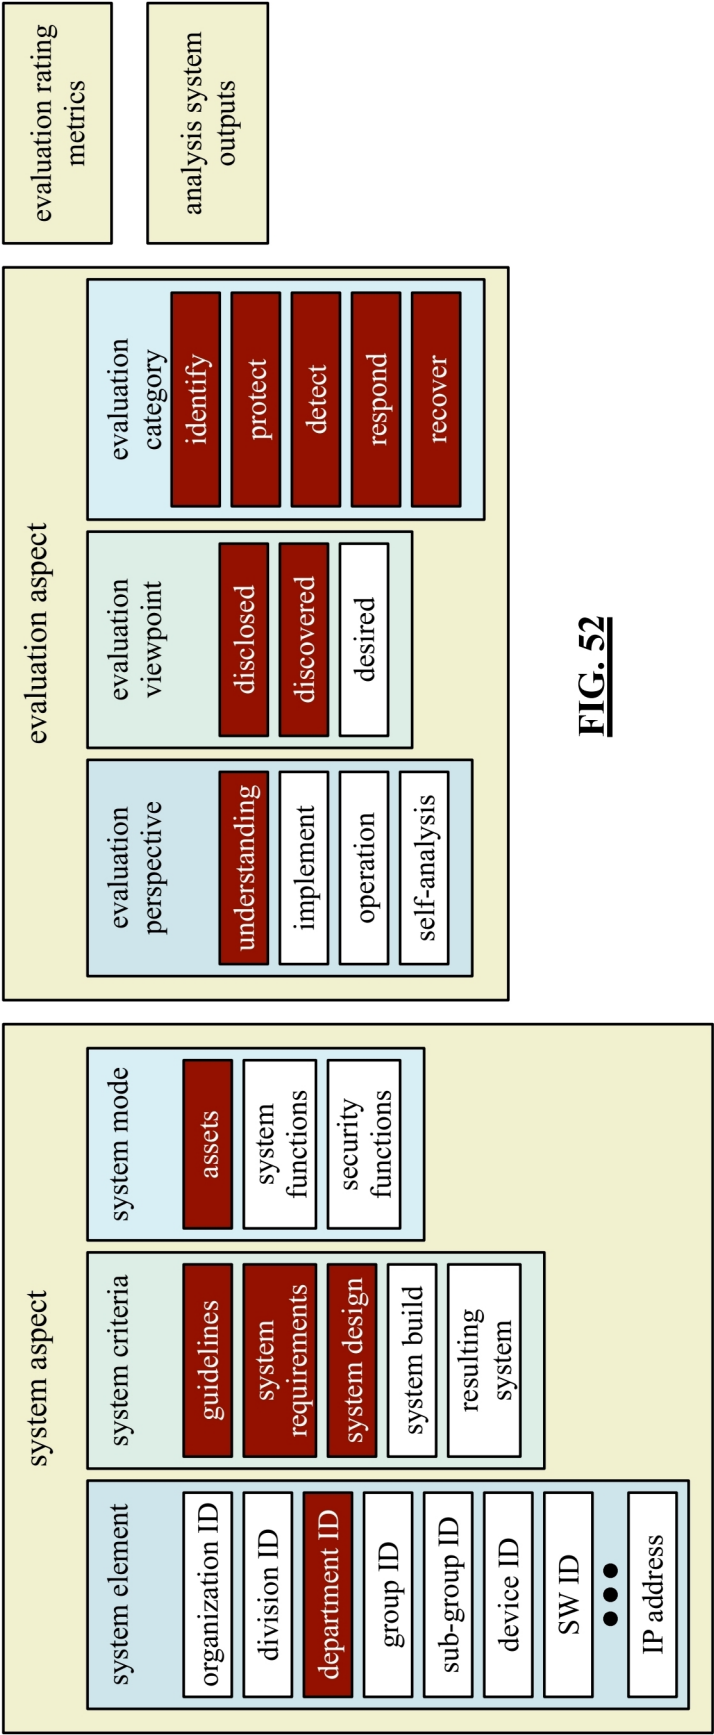 system aspect
system element
organization ID
division ID
department ID
group ID
sub-group ID
device ID
SW ID
IP address
system criteria
guidelines
system
requirements
system design
system build
resulting
system
system mode
assets
system
functions
security
functions
evaluation aspect
evaluation
perspective
understanding
implement
operation
self-analysis
evaluation
viewpoint
disclosed
discovered
desired
evaluation
category
identify
protect
detect
respond
recover
evaluation rating
metrics
analysis system
outputs
FIG. 52